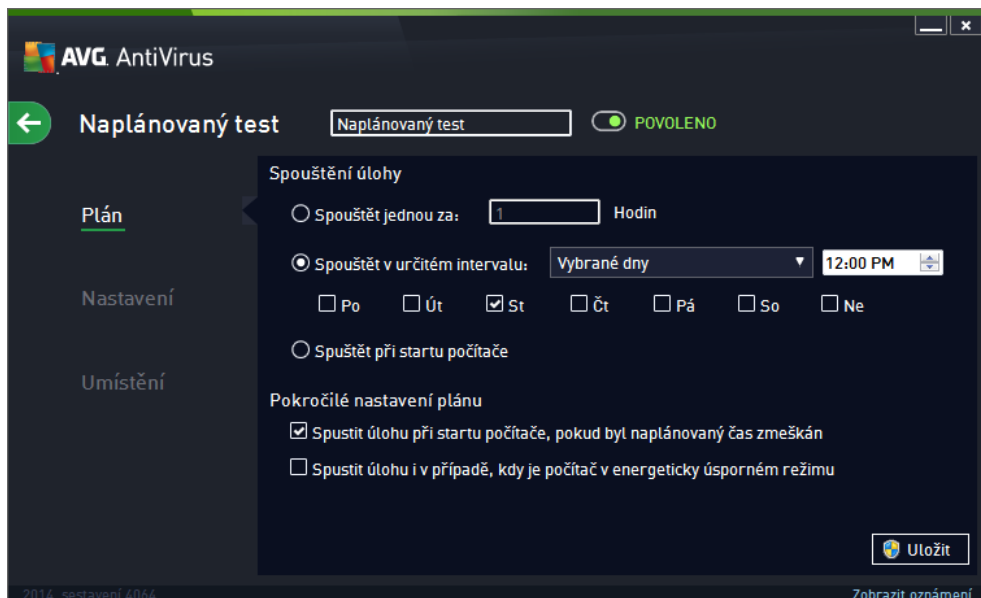 AVG. AntiVirus
Naplánovaný test
Naplánovaný test
POVOLENO
Plán
Nastavení
Umístění
Spouštění úlohy
Spouštět jednou za: 1 Hodin
Spouštět v určitém intervalu: Vybrané dny 12:00 PM
Po Út St Čt Pá So Ne
Spuštět při startu počítače
Pokročilé nastavení plánu
Spustit úlohu při startu počítače, pokud byl naplánovaný čas zmeškán
Spustit úlohu i v případě, kdy je počítač v energeticky úsporném režimu
Uložit
2014 sestavení 4064
Zobrazit oznámení